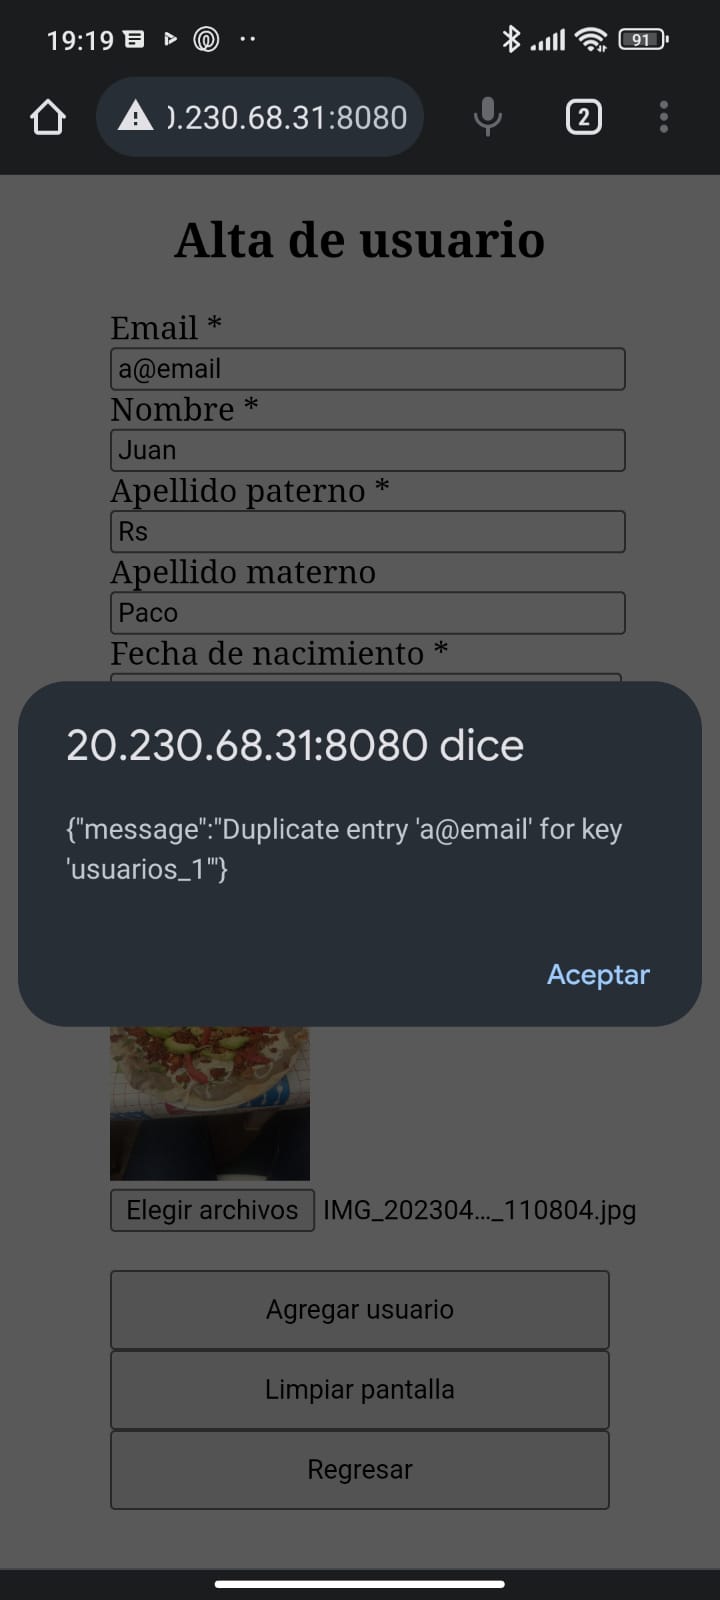 19:19
91
0.230.68.31:8080
2
Alta de usuario
Email *
a@email
Nombre *
Juan
Apellido paterno *
Rs
Apellido materno
Paco
Fecha de nacimiento *
20.230.68.31:8080 dice
{"message":"Duplicate entry 'a@email' for key
'usuarios_1'"}
Aceptar
Elegir archivos IMG_202304..._110804.jpg
Agregar usuario
Limpiar pantalla
Regresar